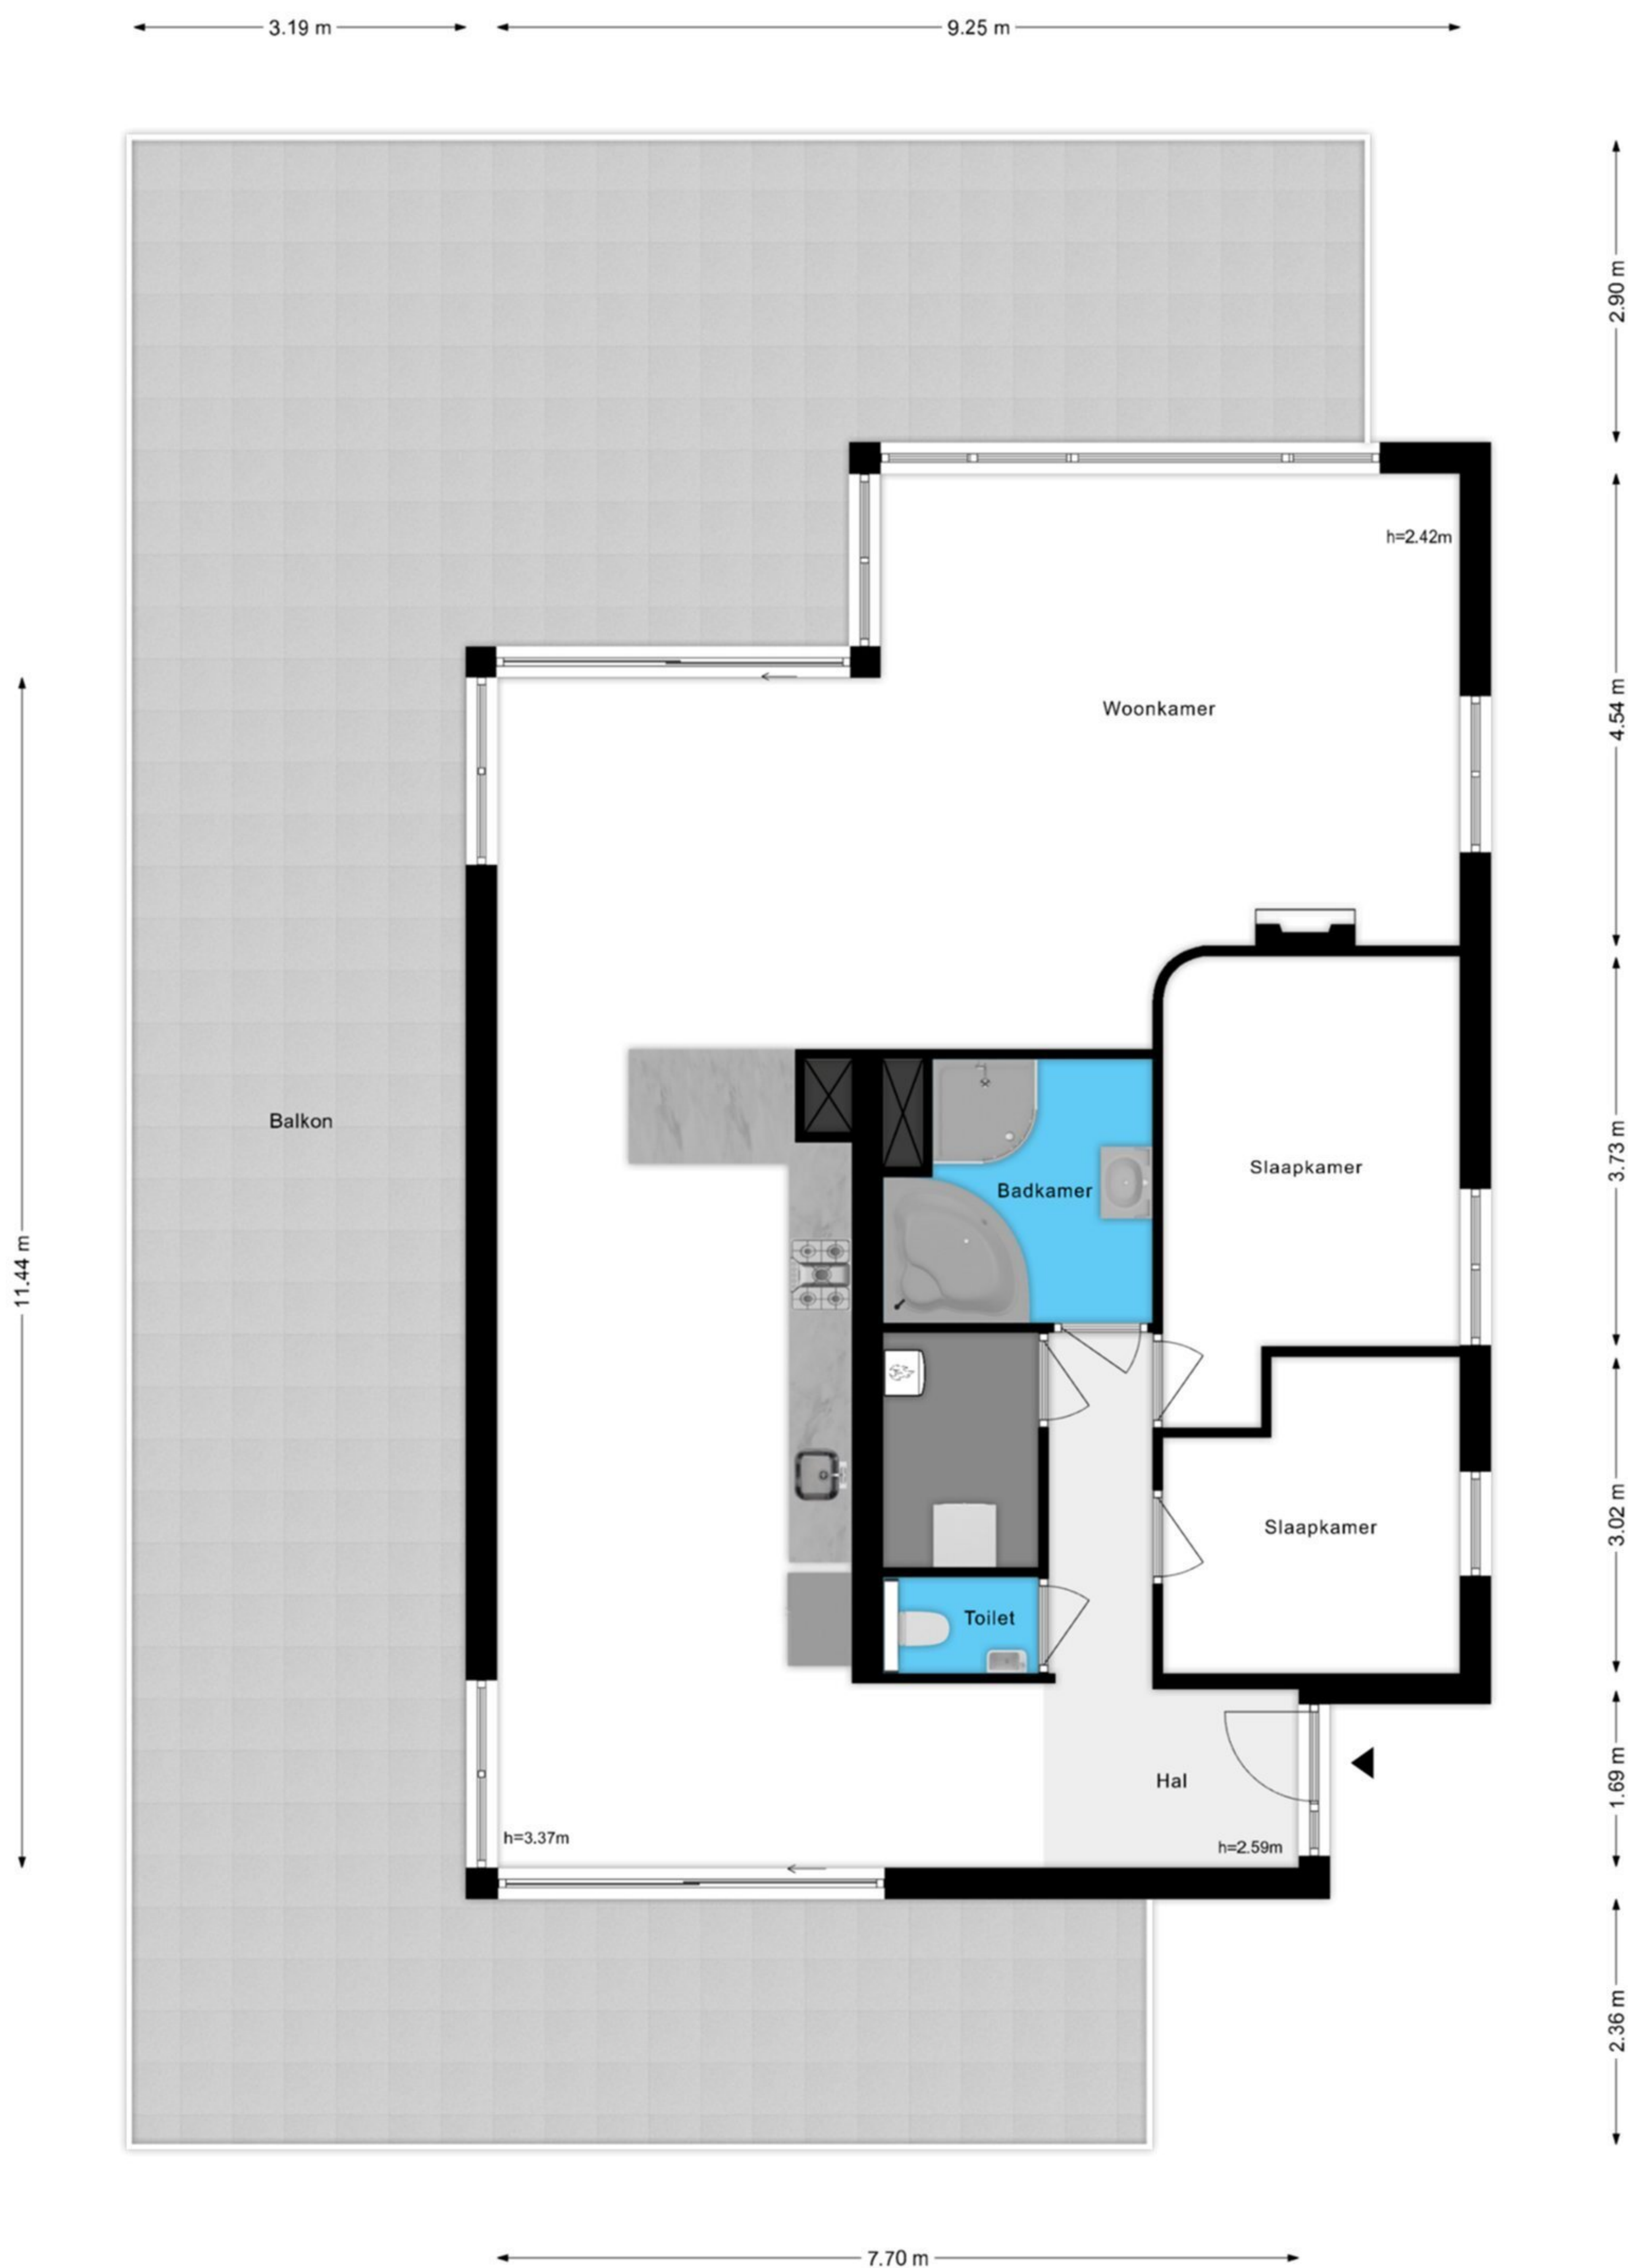 3.19 m
9.25 m
2.90 m
h=2.42m
4.54 m
Woonkamer
Balkon
3.73 m
Slaapkamer
Badkamer
11.44 m
Slaapkamer
3.02 m
Toilet
1.69 m
Hal
h=3.37m
h=2.59m
2.36 m
7.70 m